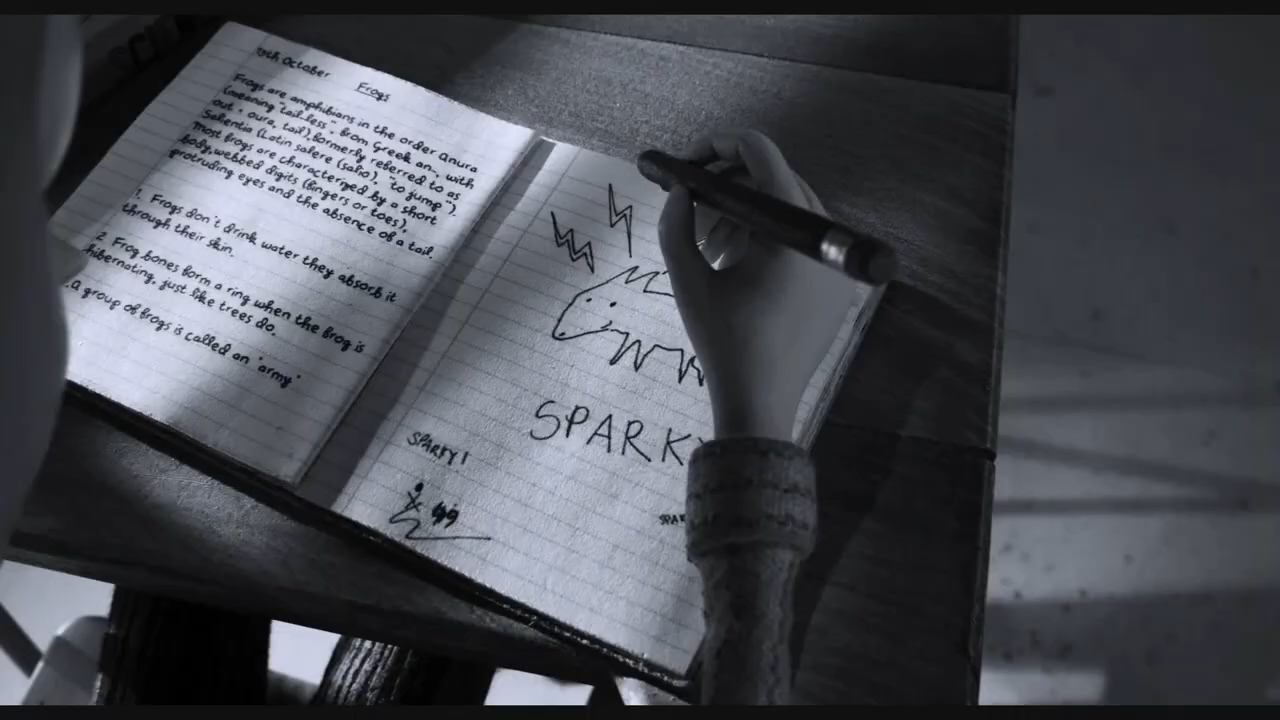 October
Frogs
Frogs are amphibians in the order Anura
(meaning "tail-less", from Greek an-, with
out + oura, tail), formerly referred to as
Salentia (Latin salere (salio), "to jump").
most frogs are characterized by a short
body, webbed digits (fingers or toes),
protruding eyes and the absence of a tail.
1. Frogs don't drink water they absorb it
through their skin.
2. Frog bones form a ring when the frog is
hibernating, just like trees do.
.A group of frogs is called an "army"
SPARKY
SPARKY!
SPAR